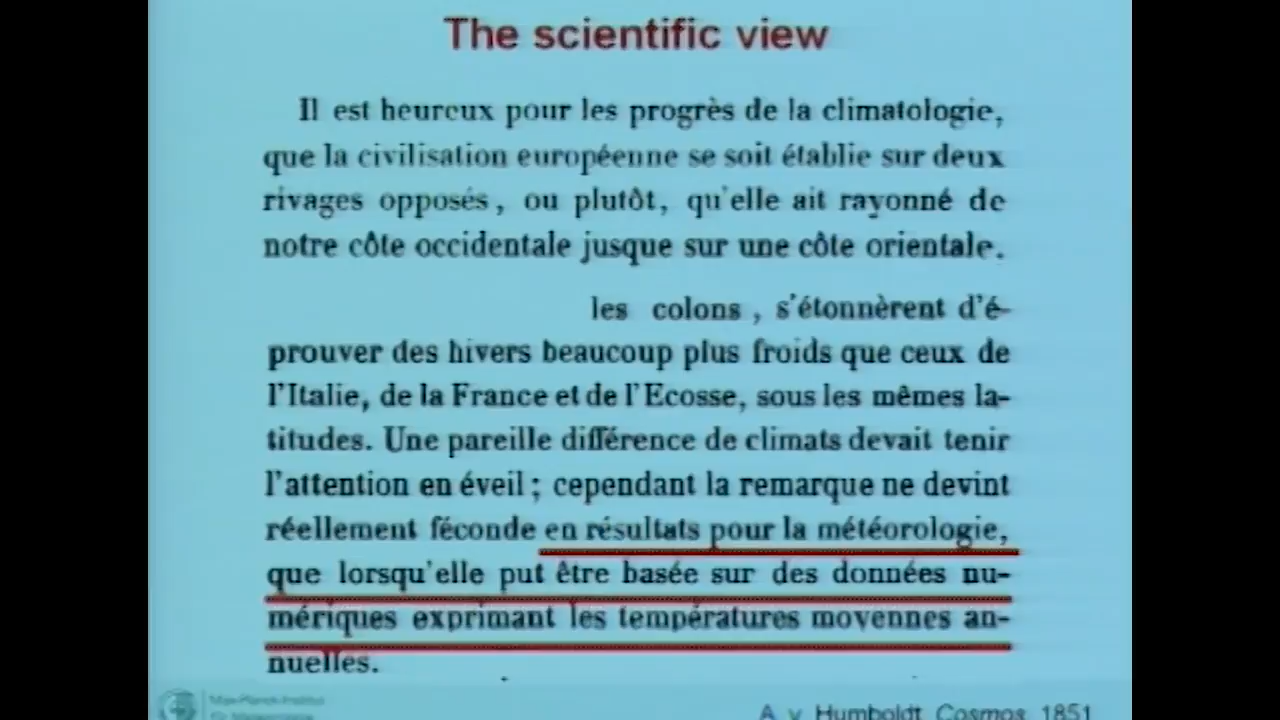 The scientific view
Il est heureux pour les progrès de la climatologie,
que la civilisation européenne se soit établie sur deux
rivages opposés, ou plutôt, qu'elle ait rayonné de
notre côte occidentale jusque sur une côte orientale.
les colons, s'étonnèrent d'é-
prouver des hivers beaucoup plus froids que ceux de
l'Italie, de la France et de l'Ecosse, sous les mêmes la-
titudes. Une pareille différence de climats devait tenir
l'attention en éveil; cependant la remarque ne devint
réellement féconde en résultats pour la météorologie,
que lorsqu'elle put être basée sur des données nu-
mériques exprimant les températures moyennes an-
nuelles.
Max-Planck-Institut
für Meteorologie
A. v. Humboldt, Cosmos, 1851